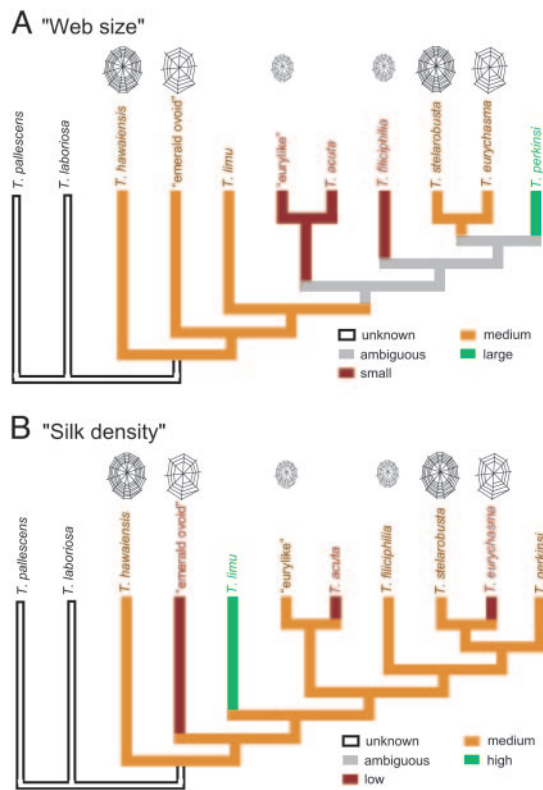 A "Web size"
T. pallescens
T. laboriosa
T. hawaiensis
"emerald ovoid"
T. limu
"eurylike"
T. acuta
T. filiciphilia
T. stelarobusta
T. eurychasma
T. perkinsi
unknown
medium
ambiguous
large
small
B "Silk density"
T. pallescens
T. laboriosa
T. hawaiensis
"emerald ovoid"
T. limu
"eurylike"
T. acuta
T. filiciphilia
T. stelarobusta
T. eurychasma
T. perkinsi
unknown
medium
ambiguous
high
low